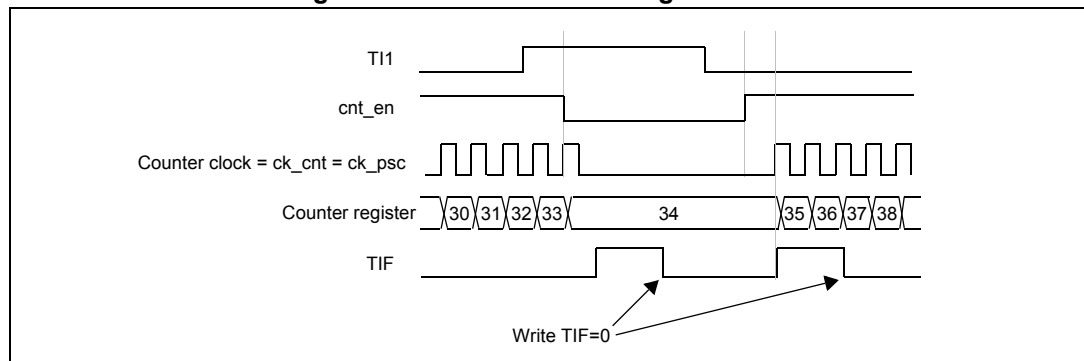 TI1
cnt_en
Counter clock = ck_cnt = ck_psc
Counter register 30 31 32 33 34 35 36 37 38
TIF
Write TIF=0